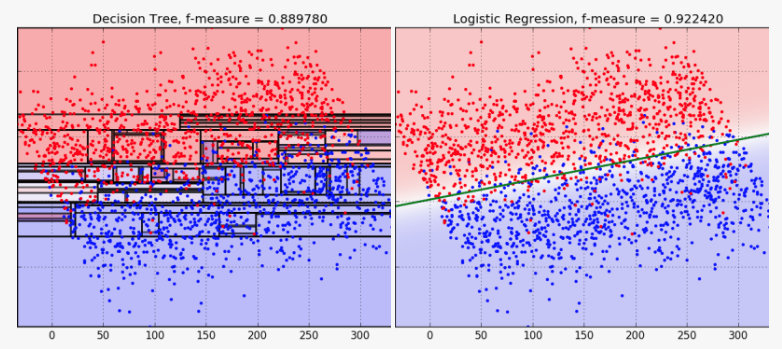 Decision Tree, f-measure = 0.889780
Logistic Regression, f-measure = 0.922420
0 50 100 150 200 250 300
0 50 100 150 200 250 300